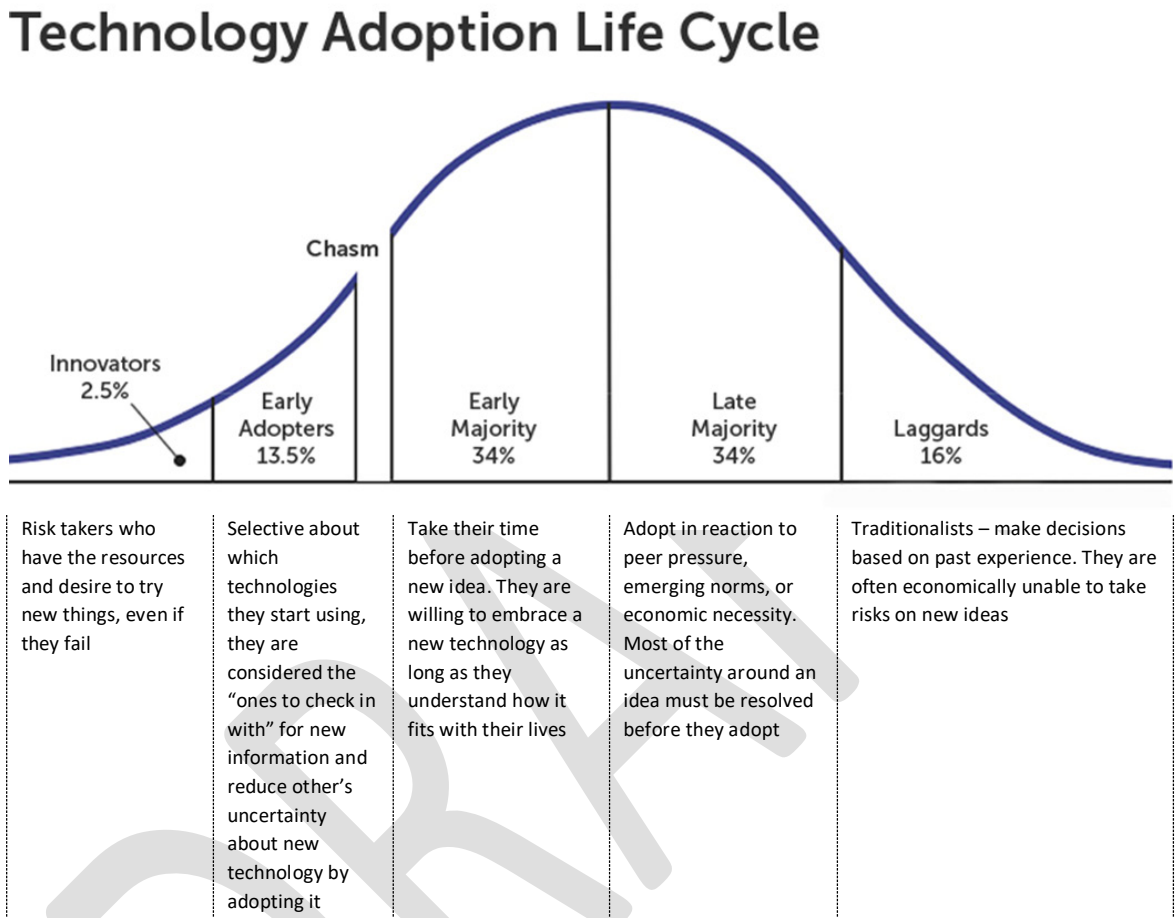 Technology Adoption Life Cycle
Chasm
Innovators
2.5%
Early
Adopters
13.5%
Early
Majority
34%
Late
Majority
34%
Laggards
16%
Risk takers who
have the resources
and desire to try
new things, even if
they fail
Selective about
which
technologies
they start using,
they are
considered the
“ones to check in
with” for new
information and
reduce other’s
uncertainty
about new
technology by
adopting it
Take their time
before adopting a
new idea. They are
willing to embrace a
new technology as
long as they
understand how it
fits with their lives
Adopt in reaction to
peer pressure,
emerging norms, or
economic necessity.
Most of the
uncertainty around an
idea must be resolved
before they adopt
Traditionalists – make decisions
based on past experience. They are
often economically unable to take
risks on new ideas
DRAF